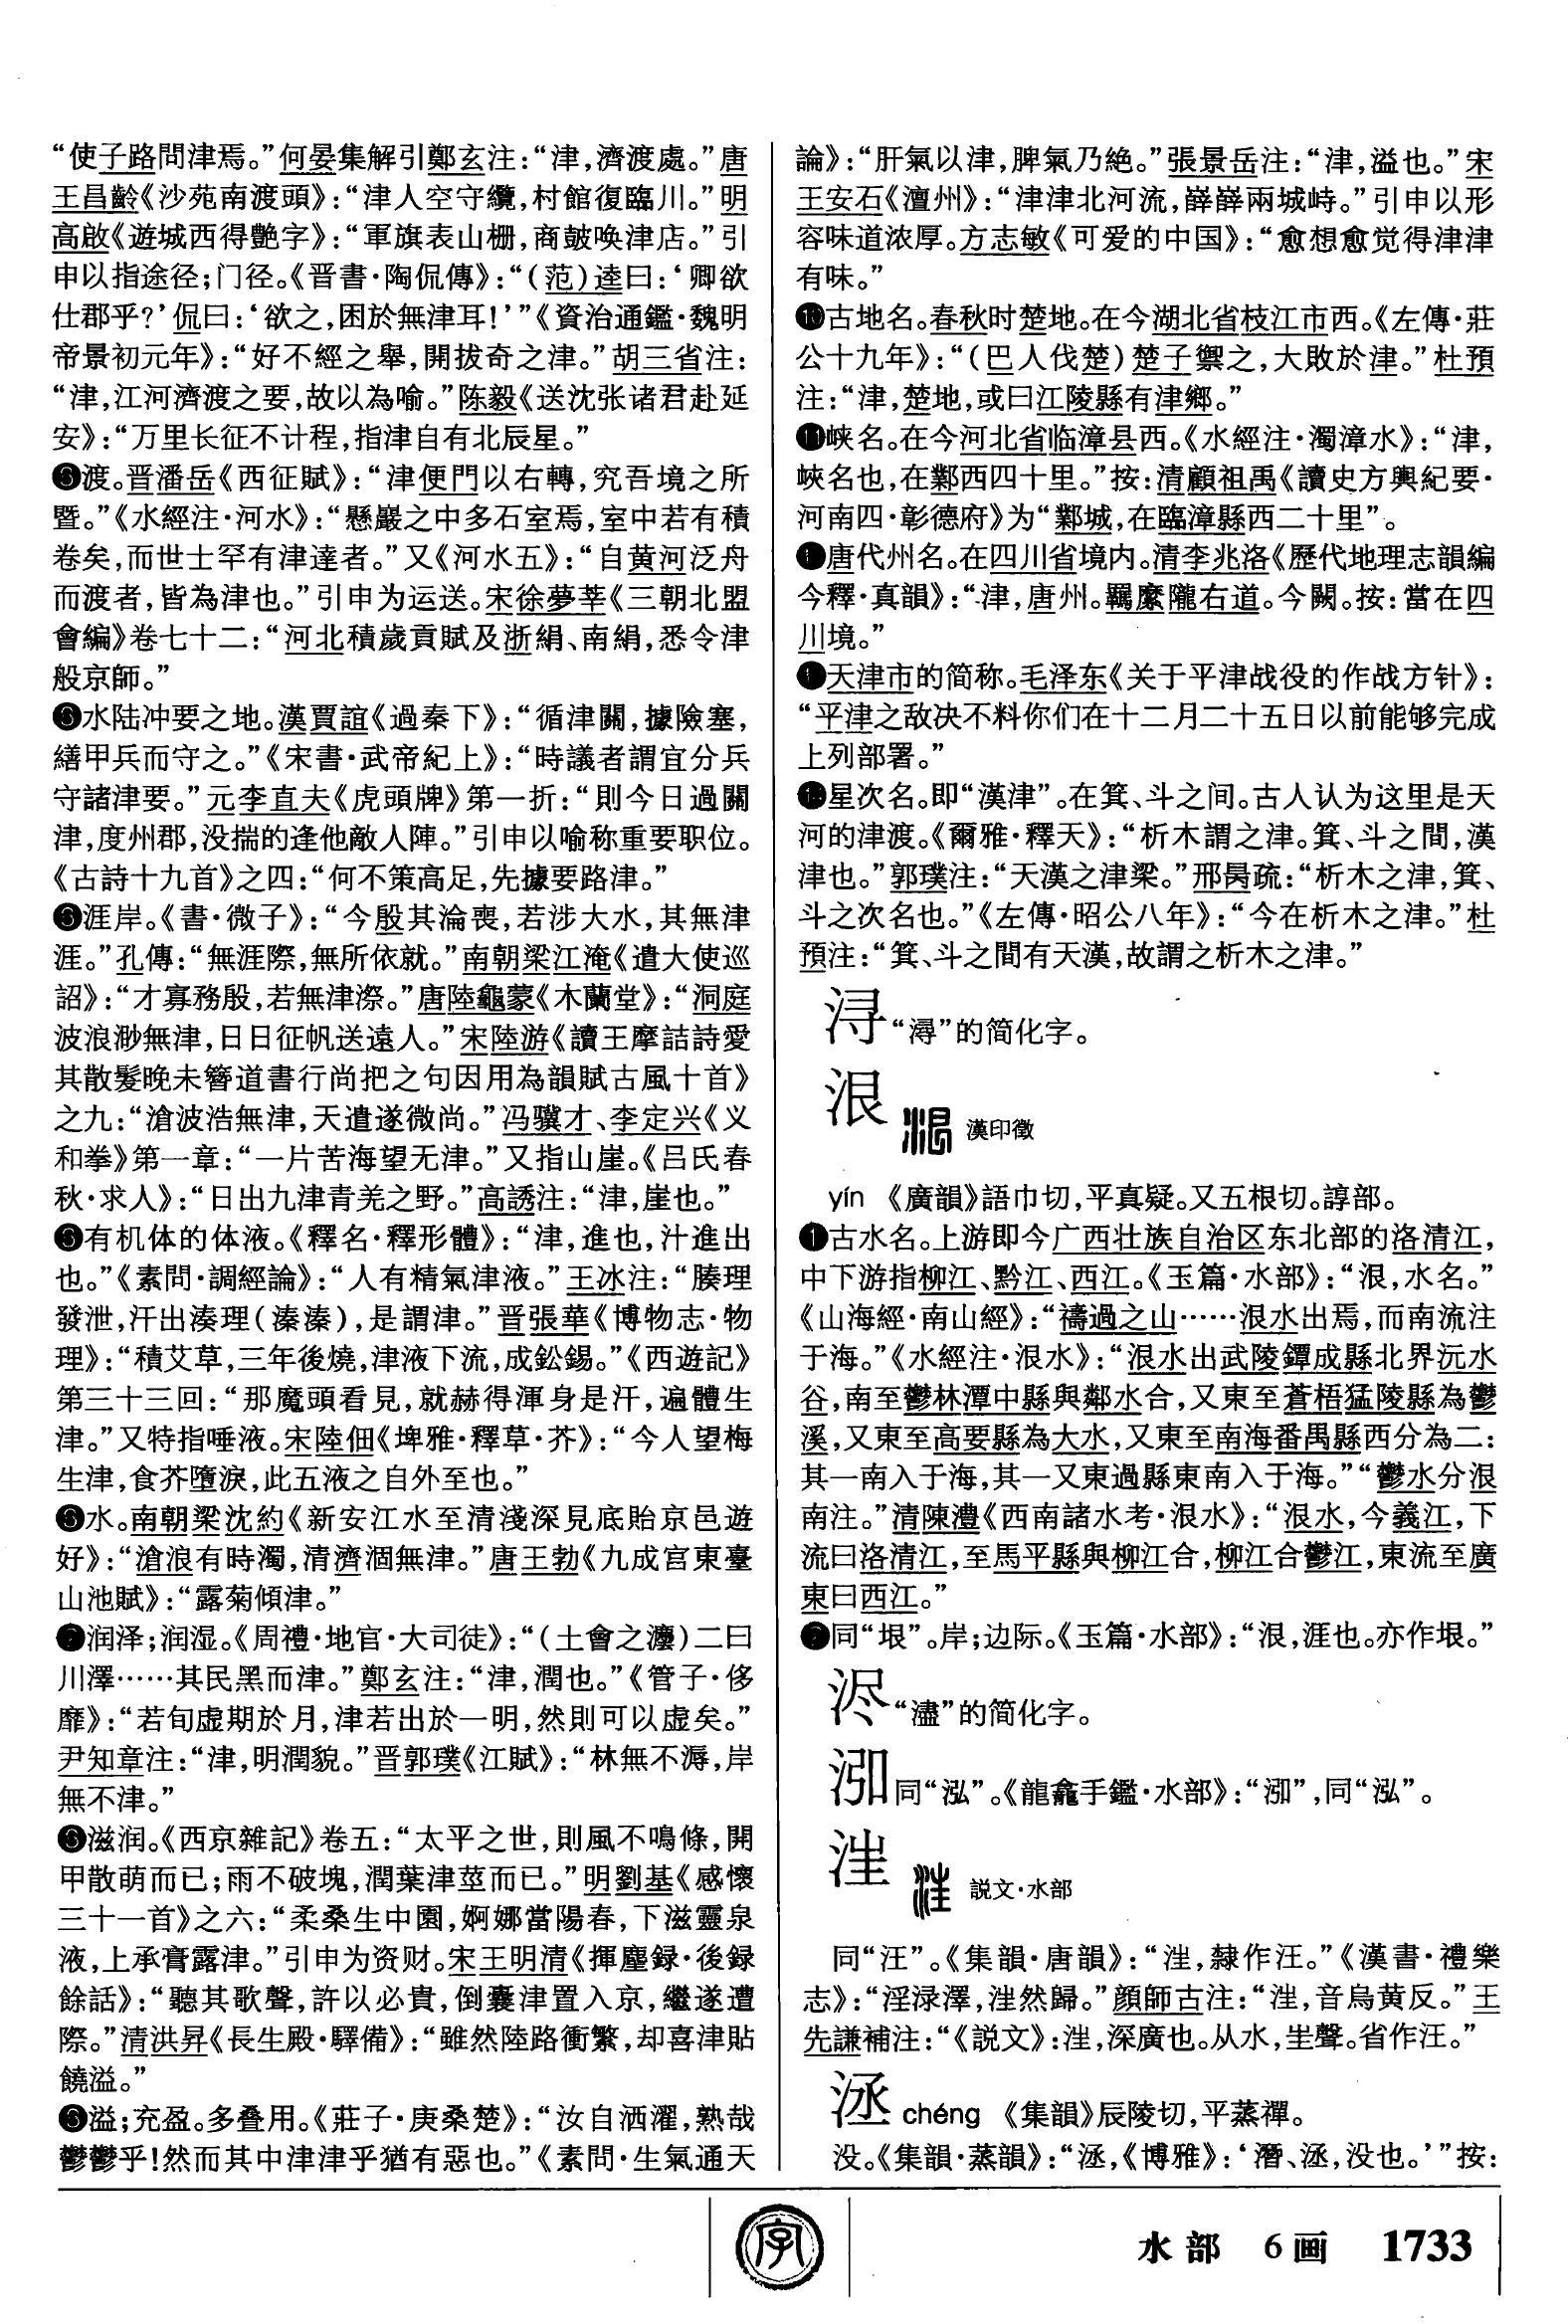 “使子路問津焉。”何晏集解引鄭玄注：“津，濟渡處。”唐
王昌齡《沙苑南渡頭》：“津人空守纜，村館復臨川。”明
高啟《遊城西得艷字》：“軍旗表山栅，商皷唤津店。”引
申以指途径；门径。《晋書·陶侃傳》：“（范）逵曰：‘卿欲
仕郡乎？’侃曰：‘欲之，困於無津耳！’”《資治通鑑·魏明
帝景初元年》：“好不經之舉，開拔奇之津。”胡三省注：
“津，江河濟渡之要，故以為喻。”陈毅《送沈张诸君赴延
安》：“万里长征不计程，指津自有北辰星。”
❸渡。晋潘岳《西征賦》：“津便門以右轉，究吾境之所
暨。”《水經注·河水》：“懸巖之中多石室焉，室中若有積
卷矣，而世士罕有津達者。”又《河水五》：“自黄河泛舟
而渡者，皆為津也。”引申为运送。宋徐夢莘《三朝北盟
會編》卷七十二：“河北積歲貢賦及浙絹、南絹，悉令津
般京師。”
❸水陆冲要之地。漢賈誼《過秦下》：“循津關，據險塞，
繕甲兵而守之。”《宋書·武帝紀上》：“時議者謂宜分兵
守諸津要。”元李直夫《虎頭牌》第一折：“則今日過關
津，度州郡，没揣的逢他敵人陣。”引申以喻称重要职位。
《古詩十九首》之四：“何不策高足，先據要路津。”
❸涯岸。《書·微子》：“今殷其淪喪，若涉大水，其無津
涯。”孔傳：“無涯際，無所依就。”南朝梁江淹《遣大使巡
詔》：“才寡務殷，若無津漈。”唐陸龜蒙《木蘭堂》：“洞庭
波浪渺無津，日日征帆送遠人。”宋陸游《讀王摩詰詩愛
其散髮晚未簪道書行尚把之句因用為韻賦古風十首》
之九：“滄波浩無津，天遣遂微尚。”冯骥才、李定兴《义
和拳》第一章：“一片苦海望无津。”又指山崖。《吕氏春
秋·求人》：“日出九津青羌之野。”高誘注：“津，崖也。”
❸有机体的体液。《釋名·釋形體》：“津，進也，汁進出
也。”《素問·調經論》：“人有精氣津液。”王冰注：“腠理
發泄，汗出湊理（溱溱），是謂津。”晋張華《博物志·物
理》：“積艾草，三年後燒，津液下流，成鈆錫。”《西遊記》
第三十三回：“那魔頭看見，就赫得渾身是汗，遍體生
津。”又特指唾液。宋陸佃《埤雅·釋草·芥》：“今人望梅
生津，食芥墮淚，此五液之自外至也。”
❸水。南朝梁沈約《新安江水至清淺深見底貽京邑遊
好》：“滄浪有時濁，清濟涸無津。”唐王勃《九成宫東臺
山池賦》：“露菊傾津。”
❼润泽；润湿。《周禮·地官·大司徒》：“（土會之灋）二曰
川澤……其民黑而津。”鄭玄注：“津，潤也。”《管子·侈
靡》：“若旬虚期於月，津若出於一明，然則可以虚矣。”
尹知章注：“津，明潤貌。”晋郭璞《江賦》：“林無不溽，岸
無不津。”
❸滋润。《西京雜記》卷五：“太平之世，則風不鳴條，開
甲散萌而已；雨不破塊，潤葉津莖而已。”明劉基《感懷
三十一首》之六：“柔桑生中園，婀娜當陽春，下滋靈泉
液，上承膏露津。”引申为资财。宋王明清《揮麈録·後録
餘話》：“聽其歌聲，許以必貴，倒囊津置入京，繼遂遭
際。”清洪昇《長生殿·驛備》：“雖然陸路衝繁，却喜津貼
饒溢。”
❸溢；充盈。多叠用。《莊子·庚桑楚》：“汝自洒濯，熟哉
鬱鬱乎！然而其中津津乎猶有惡也。”《素問·生氣通天
論》：“肝氣以津，脾氣乃絶。”張景岳注：“津，溢也。”宋
王安石《澶州》：“津津北河流，嶭嶭兩城峙。”引申以形
容味道浓厚。方志敏《可爱的中国》：“愈想愈觉得津津
有味。”
❿古地名。春秋时楚地。在今湖北省枝江市西。《左傳·莊
公十九年》：“（巴人伐楚）楚子禦之，大敗於津。”杜預
注：“津，楚地，或曰江陵縣有津鄉。”
⓫峡名。在今河北省临漳县西。《水經注·濁漳水》：“津，
峽名也，在鄴西四十里。”按：清顧祖禹《讀史方輿紀要·
河南四·彰德府》为“鄴城，在臨漳縣西二十里”。
❶唐代州名。在四川省境内。清李兆洛《歷代地理志韻編
今釋·真韻》：“津，唐州。羈縻隴右道。今闕。按：當在四
川境。”
❶天津市的简称。毛泽东《关于平津战役的作战方针》：
“平津之敌决不料你们在十二月二十五日以前能够完成
上列部署。”
⓮星次名。即“漢津”。在箕、斗之间。古人认为这里是天
河的津渡。《爾雅·釋天》：“析木謂之津。箕、斗之間，漢
津也。”郭璞注：“天漢之津梁。”邢昺疏：“析木之津，箕、
斗之次名也。”《左傳·昭公八年》：“今在析木之津。”杜
預注：“箕、斗之間有天漢，故謂之析木之津。”
浔“潯”的简化字。
泿 漢印徵
yín 《廣韻》語巾切，平真疑。又五根切。諄部。
❶古水名。上游即今广西壮族自治区东北部的洛清江，
中下游指柳江、黔江、西江。《玉篇·水部》：“泿，水名。”
《山海經·南山經》：“禱過之山……泿水出焉，而南流注
于海。”《水經注·泿水》：“泿水出武陵鐔成縣北界沅水
谷，南至鬱林潭中縣與鄰水合，又東至蒼梧猛陵縣為鬱
溪，又東至高要縣為大水，又東至南海番禺縣西分為二：
其一南入于海，其一又東過縣東南入于海。”“鬱水分泿
南注。”清陳澧《西南諸水考·泿水》：“泿水，今義江，下
流曰洛清江，至馬平縣與柳江合，柳江合鬱江，東流至廣
東曰西江。”
❷同“垠”。岸；边际。《玉篇·水部》：“泿，涯也。亦作垠。”
浕“濜”的简化字。
泖同“泓”。《龍龕手鑑·水部》：“泖”，同“泓”。
㳹 説文·水部
同“汪”。《集韻·唐韻》：“㳹，隸作汪。”《漢書·禮樂
志》：“淫渌澤，㳹然歸。”顔師古注：“㳹，音烏黄反。”王
先謙補注：“《説文》：㳹，深廣也。从水，㞷聲。省作汪。”
洆 chéng 《集韻》辰陵切，平蒸禪。
没。《集韻·蒸韻》：“洆，《博雅》：‘潛、洆，没也。’”按：
水部 6画 1733